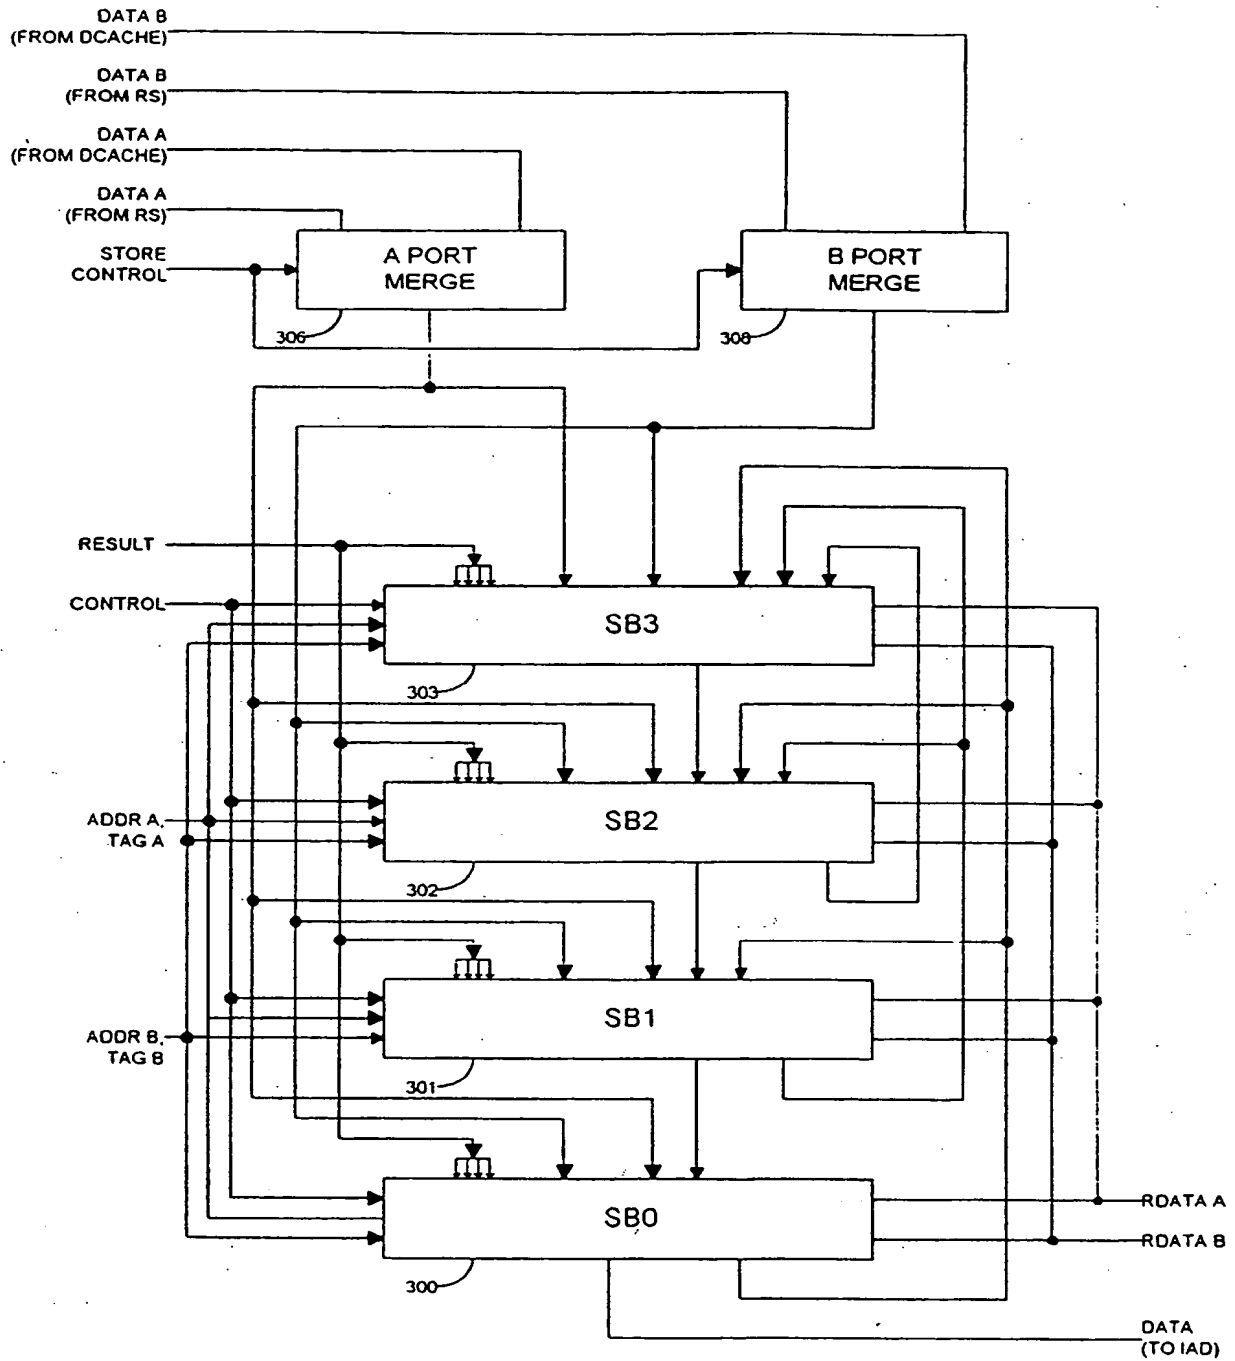 DATA B
(FROM DCACHE)
DATA B
(FROM RS)
DATA A
(FROM DCACHE)
DATA A
(FROM RS)
STORE
CONTROL
A PORT
MERGE
B PORT
MERGE
306
308
RESULT
CONTROL
SB3
303
ADDR A,
TAG A
SB2
302
ADDR B,
TAG B
SB1
301
SB0
300
RDATA A
RDATA B
DATA
(TO IAD)